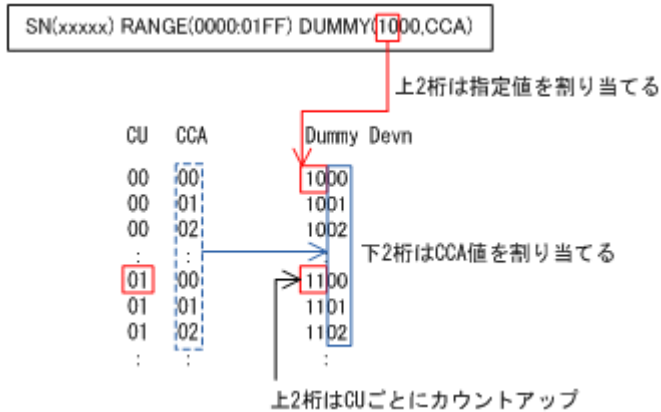 SN(xxxxx) RANGE(0000:01FF) DUMMY(1000,CCA)
上2桁は指定値を割り当てる
CU CCA Dummy Devn
00 00 1000
00 01 1001
00 02 1002
: : :
下2桁はCCA値を割り当てる
01 00 1100
01 01 1101
01 02 1102
: : :
上2桁はCUごとにカウントアップ